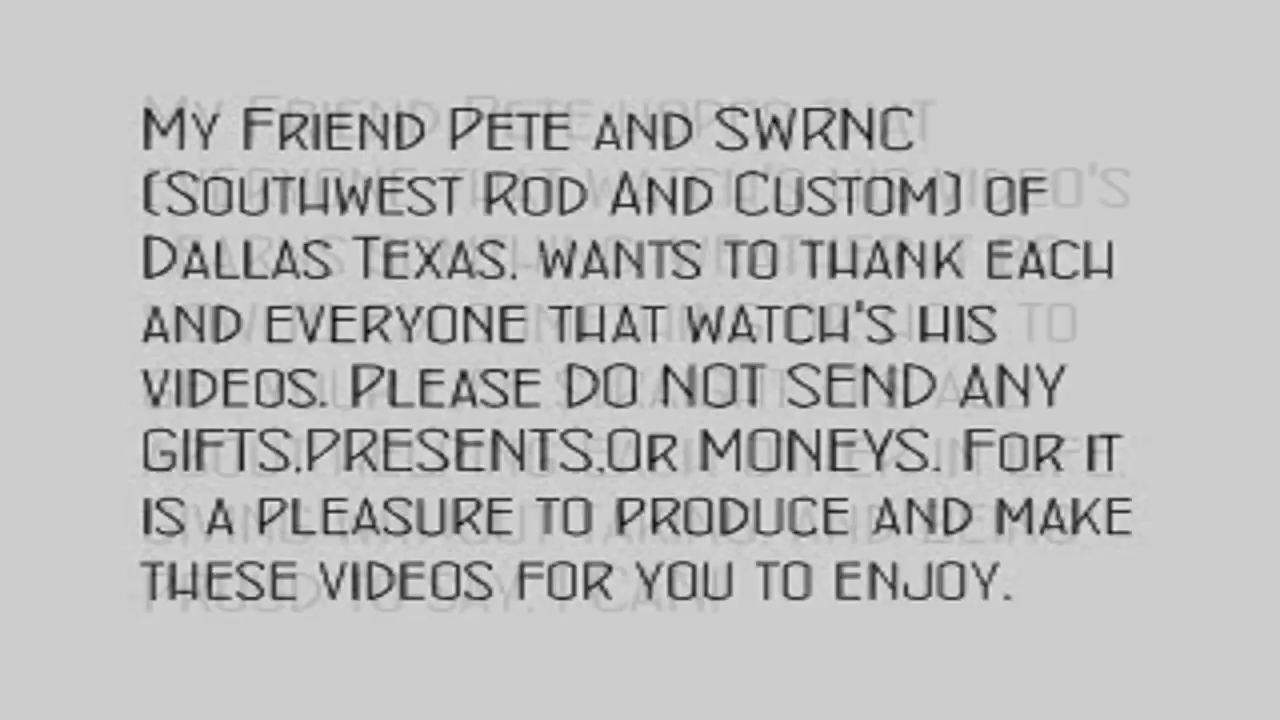 My Friend Pete and SWRNC
(Southwest Rod And Custom) of
Dallas Texas. wants to thank each
and everyone that watch's his
videos. Please DO NOT SEND ANY
GIFTS,PRESENTS,Or MONEYS. For it
is a pleasure to produce and make
these videos for you to enjoy.